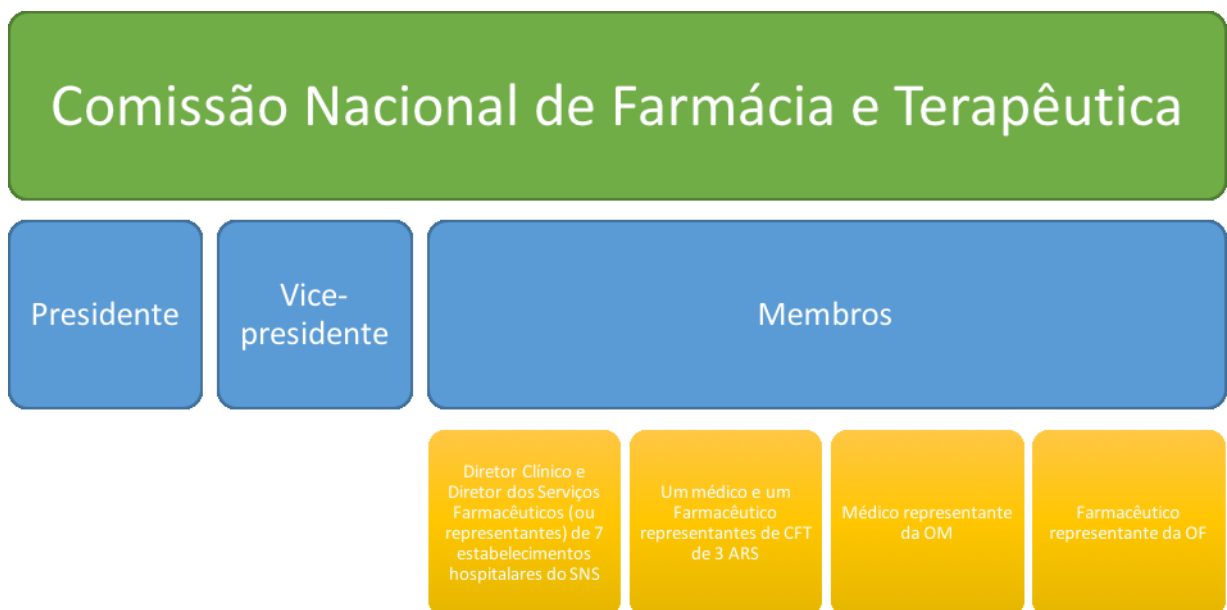 Comissão Nacional de Farmácia e Terapêutica
Presidente
Vice-
presidente
Membros
Diretor Clínico e
Diretor dos Serviços
Farmacêuticos (ou
representantes) de 7
estabelecimentos
hospitalares do SNS
Um médico e um
Farmacêutico
representantes de CFT
de 3 ARS
Médico representante
da OM
Farmacêutico
representante da OF